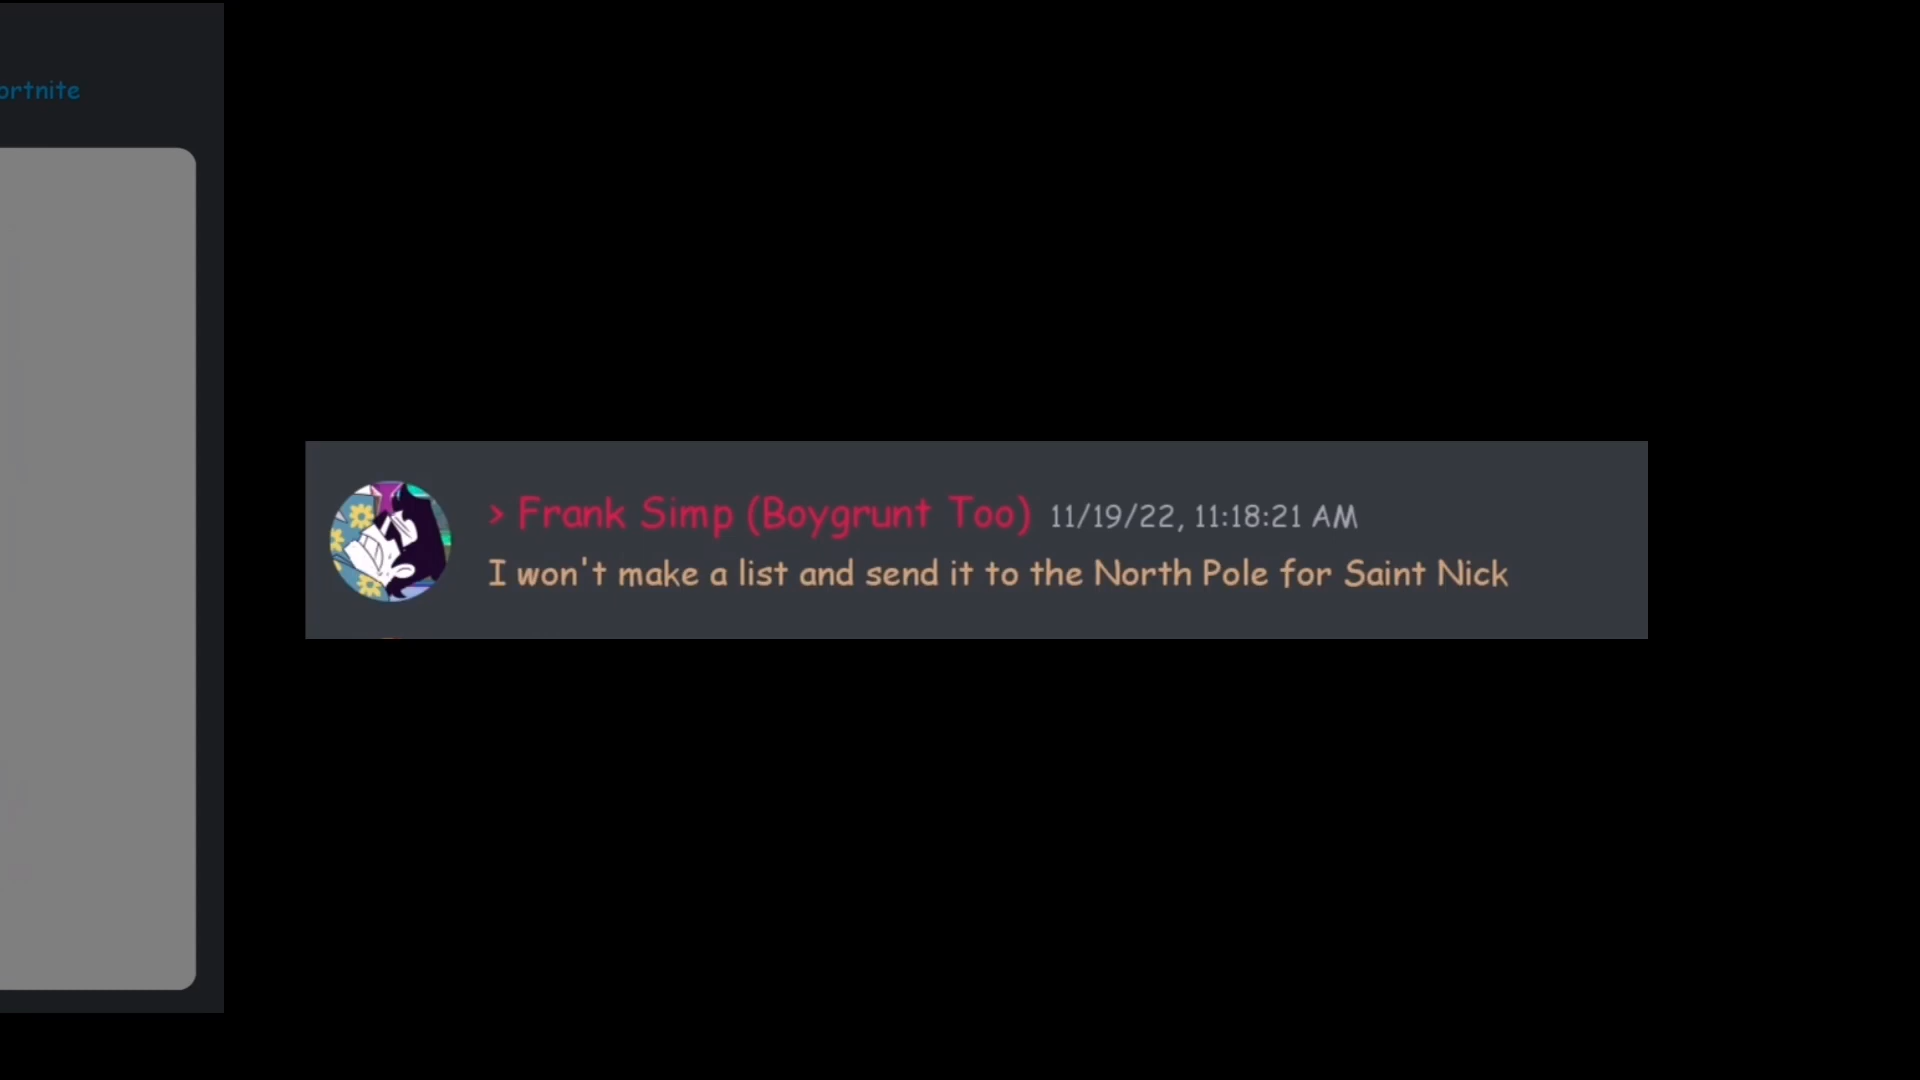 ortnite
> Frank Simp (Boygrunt Too) 11/19/22, 11:18:21 AM
I won't make a list and send it to the North Pole for Saint Nick